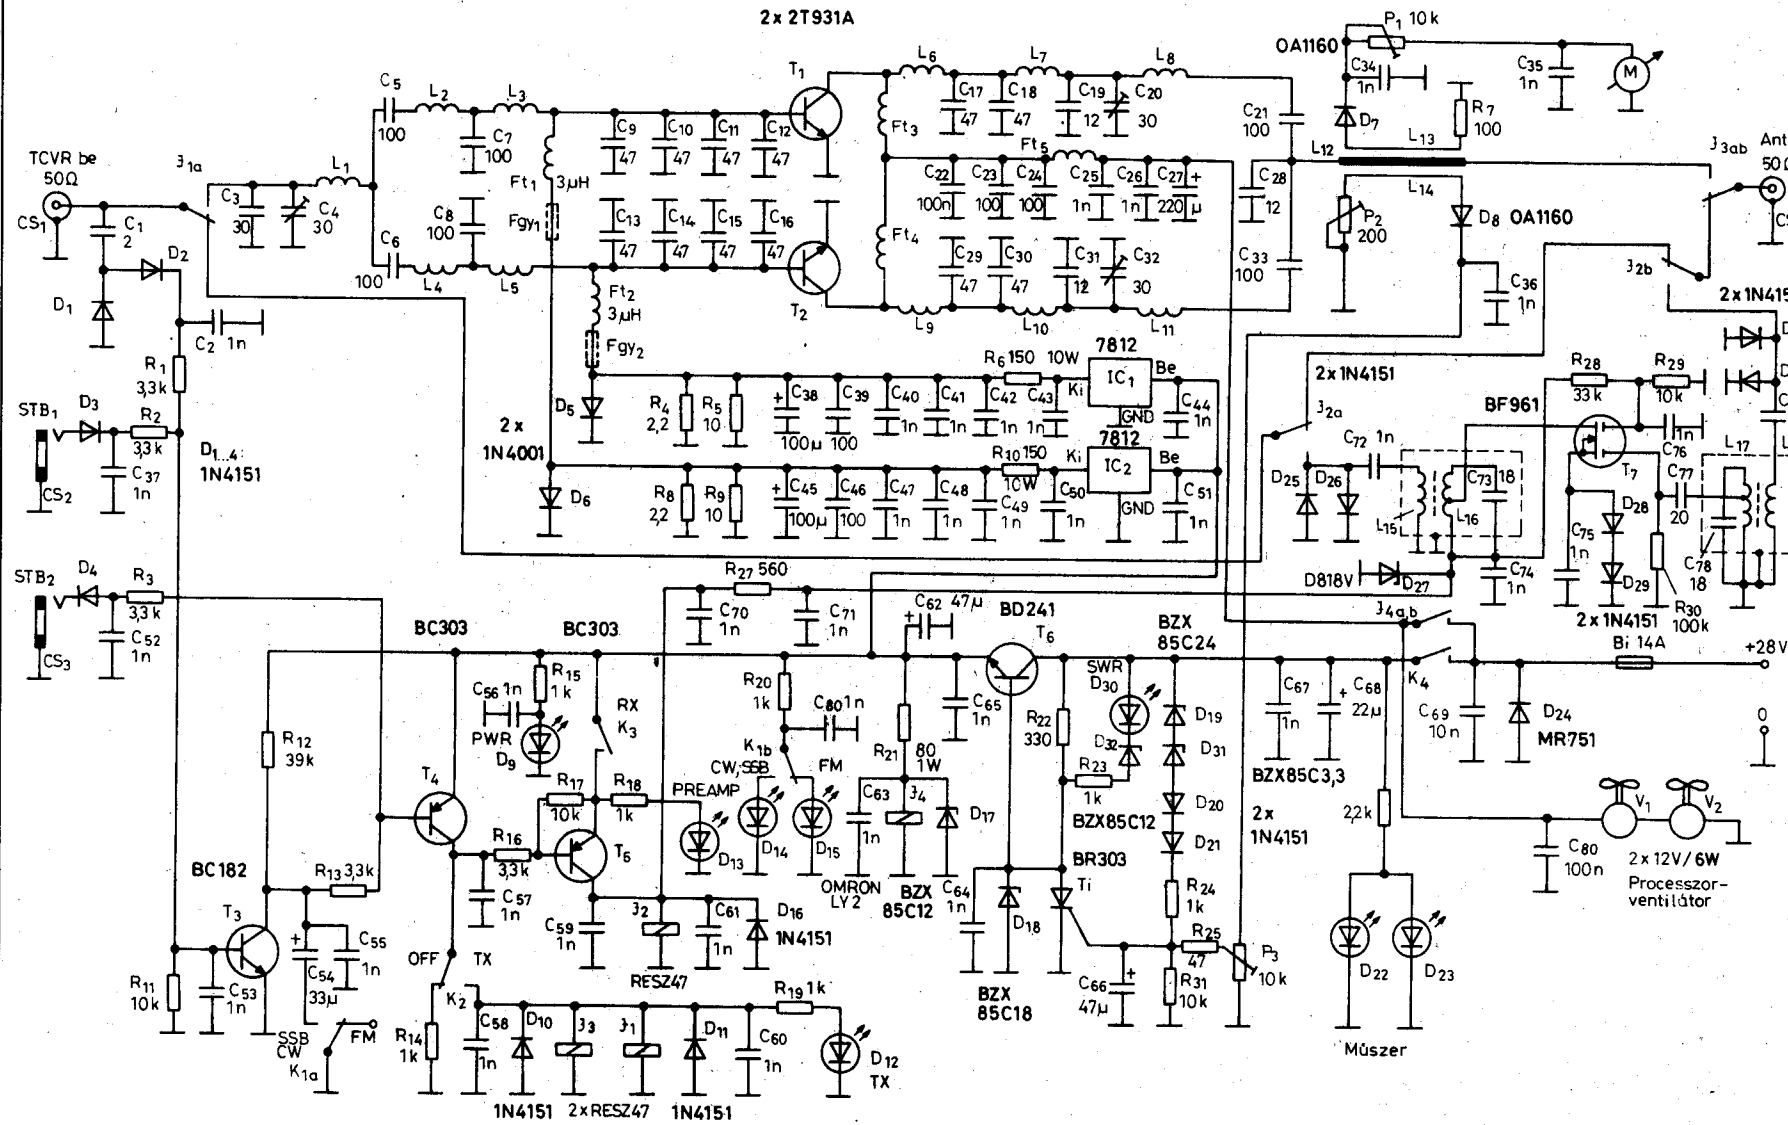 2x 2T931A
P1 10k
OA1160
C34
1n
C35
1n
M
D7
R7
100
L13
L12
L14
P2
200
D8 OA1160
J3ab
Ant
50Ω
CS
J2b
C36
1n
TCVR be
50Ω
CS1
J1a
C1
2
D1
D2
C2
1n
C3
30
C4
30
L1
C5
100
L2
L3
C7
100
C8
100
C6
100
L4
L5
Ft1
3µH
Fgy1
Ft2
3µH
Fgy2
C9
47
C10
47
C11
47
C12
47
C13
47
C14
47
C15
47
C16
47
T1
T2
Ft3
Ft4
L6
L7
L8
C17
47
C18
47
C19
12
C20
30
C21
100
C22
100n
C23
100
C24
100
Ft5
C25
1n
C26
1n
C27
+
220µ
C28
12
C29
47
C30
47
C31
12
C32
30
C33
100
L9
L10
L11
R1
3,3k
STB1
D3
R2
3,3k
C37
1n
CS2
D1...4:
1N4151
2x
1N4001
D5
D6
R4
2,2
R5
10
+
C38
100µ
C39
100
C40
1n
C41
1n
C42
1n
C43
1n
R6 150 10W
7812
IC1
Ki
Be
GND
C44
1n
R8
2,2
R9
10
+
C45
100µ
C46
100
C47
1n
C48
1n
C49
1n
R10 150
10W
C50
1n
7812
IC2
Ki
Be
GND
C51
1n
2x1N4151
J2a
D25
D26
C72 1n
L15
L16
C73 18
BF961
R28
33k
R29
10k
C76
1n
T7
C77
20
C75
1n
D28
D29
2x1N4151
R30
100k
C78
18
L17
2x1N415
D818V
D27
C74
1n
STB2
D4
R3
3,3k
C52
1n
CS3
R27 560
C70
1n
C71
1n
C62 47µ
+
BD241
T6
BZX
85C24
J4a,b
K4
Bi 14A
+28V
0
BC303
BC303
R12
39k
T4
C56 1n
R15
1k
PWR
D9
RX
K3
R20
1k
C80 1n
K1b
CW,SSB
FM
R21
80
1W
C65
1n
R22
330
SWR
D30
D32
R23
1k
BZX85C12
D19
D31
D20
D21
BZX85C3,3
2x
1N4151
C67
1n
+
C68
22µ
C69
10n
D24
MR751
R17
10k
R18
1k
PREAMP
D13
D14
D15
R16
3,3k
T5
C57
1n
C59
1n
J2
RESZ47
C61
1n
D16
1N4151
C63
1n
J4
D17
OMRON
LY2
BZX
85C12
C64
1n
D18
BZX
85C18
BR303
Ti
C66
+
47µ
R24
1k
R25
47
R31
10k
P3
10k
2,2k
D22
D23
Műszer
C80
100n
V1
V2
2x12V/6W
Processzor-
ventilátor
BC182
R13 3,3k
T3
R11
10k
C53
1n
+
C54
33µ
C55
1n
SSB
CW
K1a
FM
OFF
TX
K2
R14
1k
C58
1n
D10
J3
J1
D11
C60
1n
R19 1k
D12
TX
1N4151
2xRESZ47
1N4151